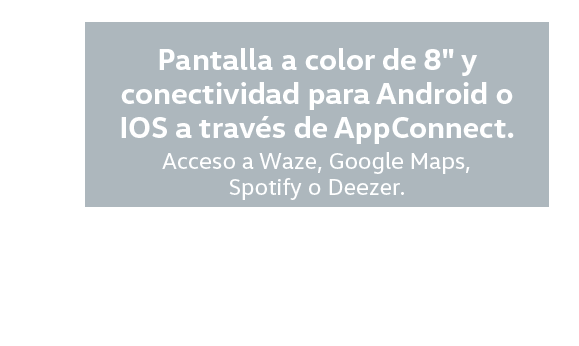 Pantalla a color de 8" y
conectividad para Android o
IOS a través de AppConnect.
Acceso a Waze, Google Maps,
Spotify o Deezer.